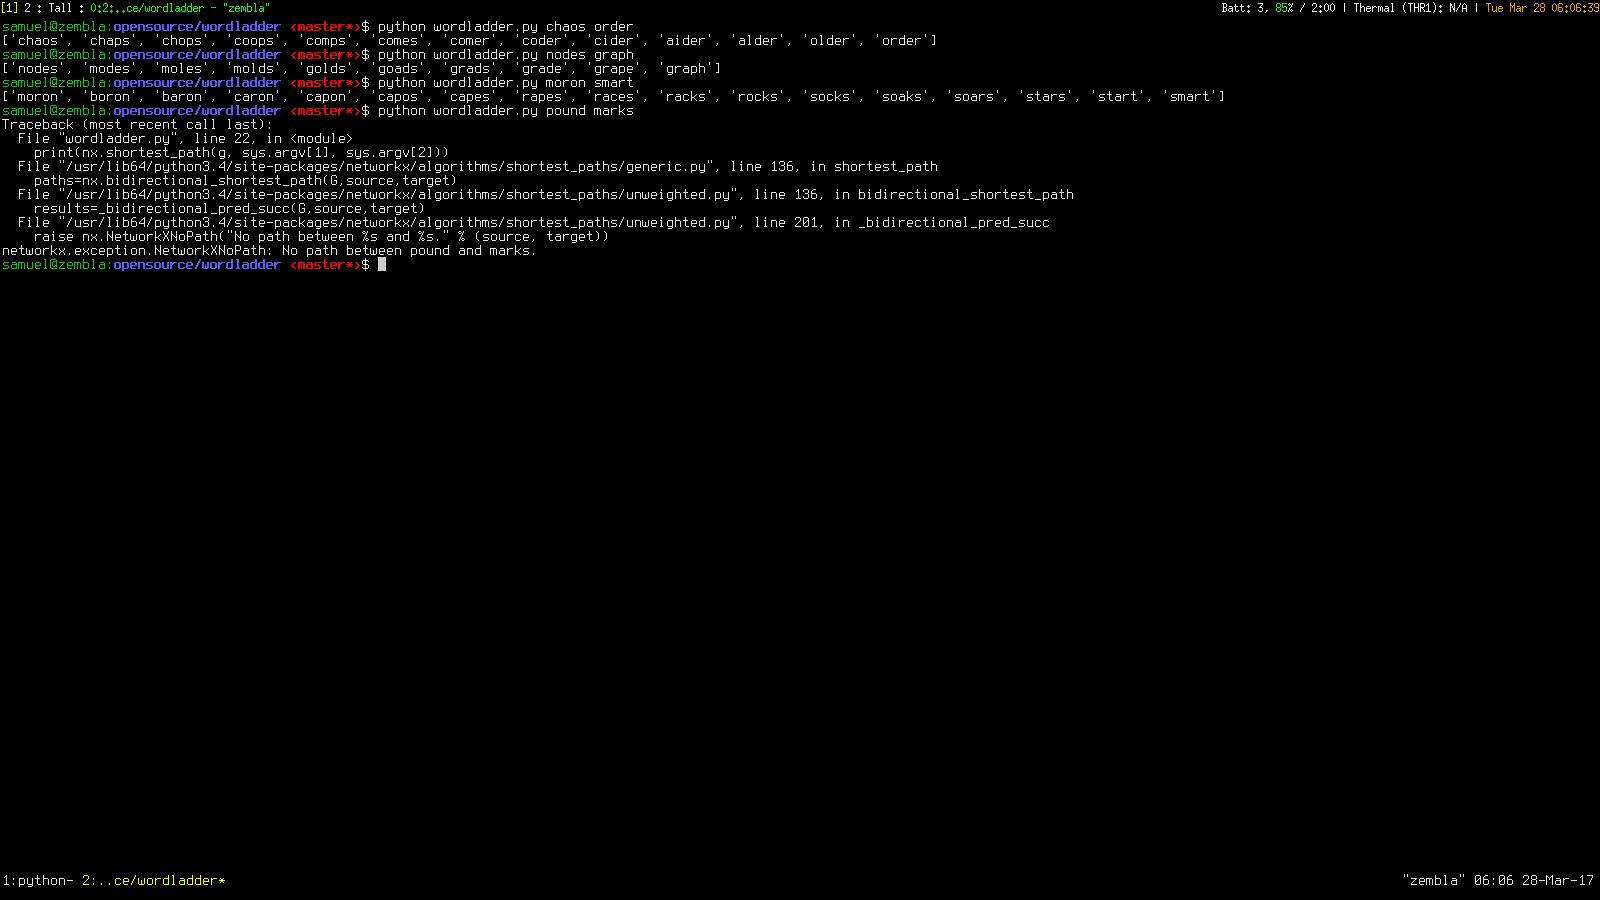 [1] 2 : Tall : 0:2:..ce/wordladder - "zembla" Batt: 3, 85% / 2:00 | Thermal (THR1): N/A | Tue Mar 28 06:06:39
samuel@zembla:opensource/wordladder <master*>$ python wordladder.py chaos order
['chaos', 'chaps', 'chops', 'coops', 'comps', 'comes', 'comer', 'coder', 'cider', 'aider', 'alder', 'older', 'order']
samuel@zembla:opensource/wordladder <master*>$ python wordladder.py nodes graph
['nodes', 'modes', 'moles', 'molds', 'golds', 'goads', 'grads', 'grade', 'grape', 'graph']
samuel@zembla:opensource/wordladder <master*>$ python wordladder.py moron smart
['moron', 'boron', 'baron', 'caron', 'capon', 'capos', 'capes', 'rapes', 'races', 'racks', 'rocks', 'socks', 'soaks', 'soars', 'stars', 'start', 'smart']
samuel@zembla:opensource/wordladder <master*>$ python wordladder.py pound marks
Traceback (most recent call last):
  File "wordladder.py", line 22, in <module>
    print(nx.shortest_path(g, sys.argv[1], sys.argv[2]))
  File "/usr/lib64/python3.4/site-packages/networkx/algorithms/shortest_paths/generic.py", line 136, in shortest_path
    paths=nx.bidirectional_shortest_path(G,source,target)
  File "/usr/lib64/python3.4/site-packages/networkx/algorithms/shortest_paths/unweighted.py", line 136, in bidirectional_shortest_path
    results=_bidirectional_pred_succ(G,source,target)
  File "/usr/lib64/python3.4/site-packages/networkx/algorithms/shortest_paths/unweighted.py", line 201, in _bidirectional_pred_succ
    raise nx.NetworkXNoPath("No path between %s and %s." % (source, target))
networkx.exception.NetworkXNoPath: No path between pound and marks.
samuel@zembla:opensource/wordladder <master*>$
1:python- 2:..ce/wordladder* "zembla" 06:06 28-Mar-17